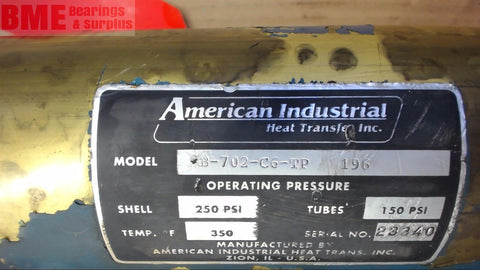 BME Bearings & Surplus
American Industrial
Heat Transfer Inc.
MODEL B-702-C6-TP 196
OPERATING PRESSURE
SHELL 250 PSI TUBES 150 PSI
TEMP. °F 350 SERIAL NO. 23340
MANUFACTURED BY
AMERICAN INDUSTRIAL HEAT TRANS. INC.
ZION, IL - U.S.A.